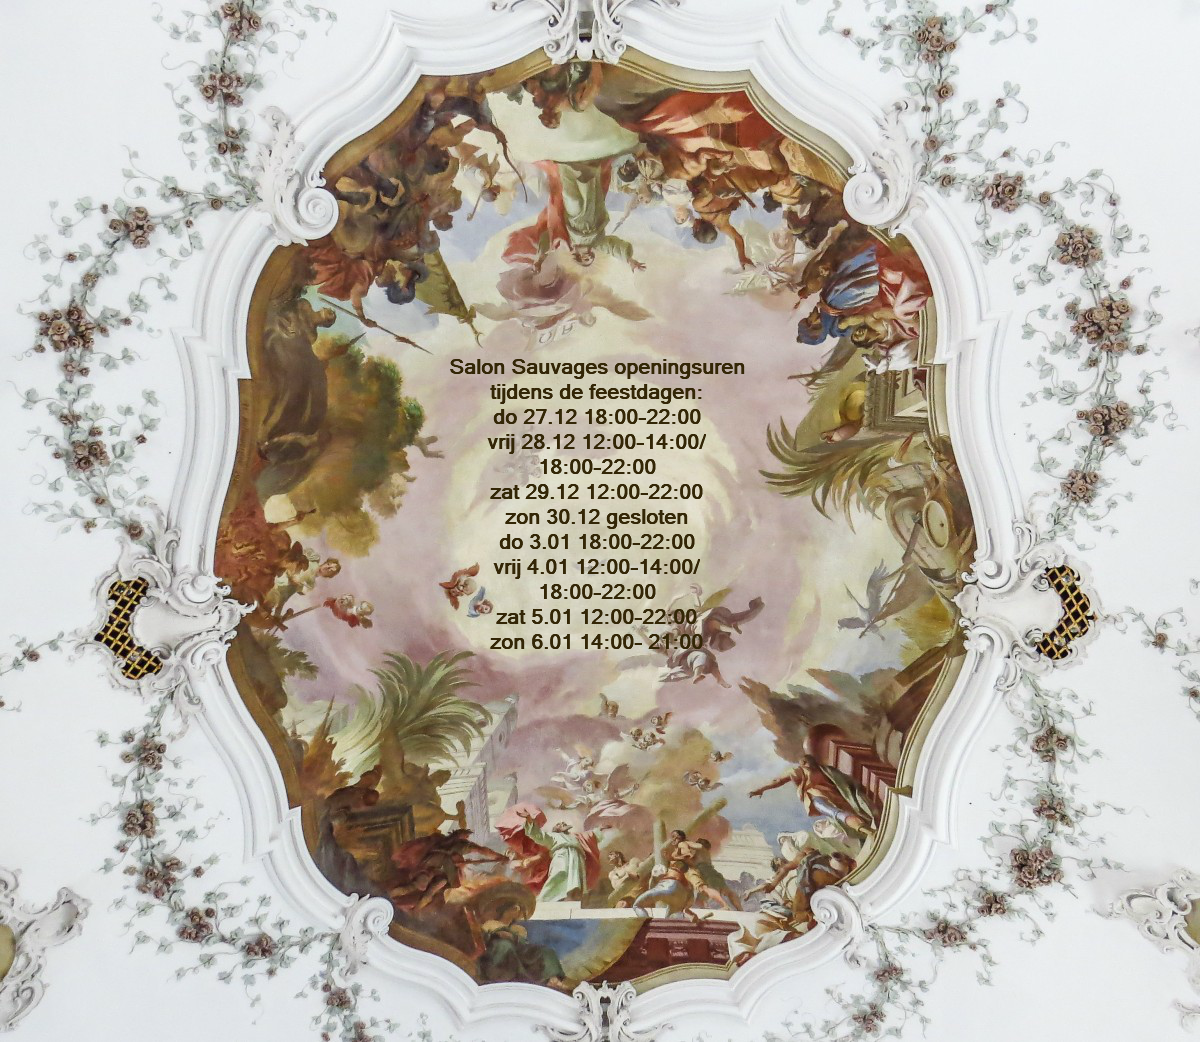 Salon Sauvages openingsuren
tijdens de feestdagen:
do 27.12 18:00-22:00
vrij 28.12 12:00-14:00/
18:00-22:00
zat 29.12 12:00-22:00
zon 30.12 gesloten
do 3.01 18:00-22:00
vrij 4.01 12:00-14:00/
18:00-22:00
zat 5.01 12:00-22:00
zon 6.01 14:00- 21:00